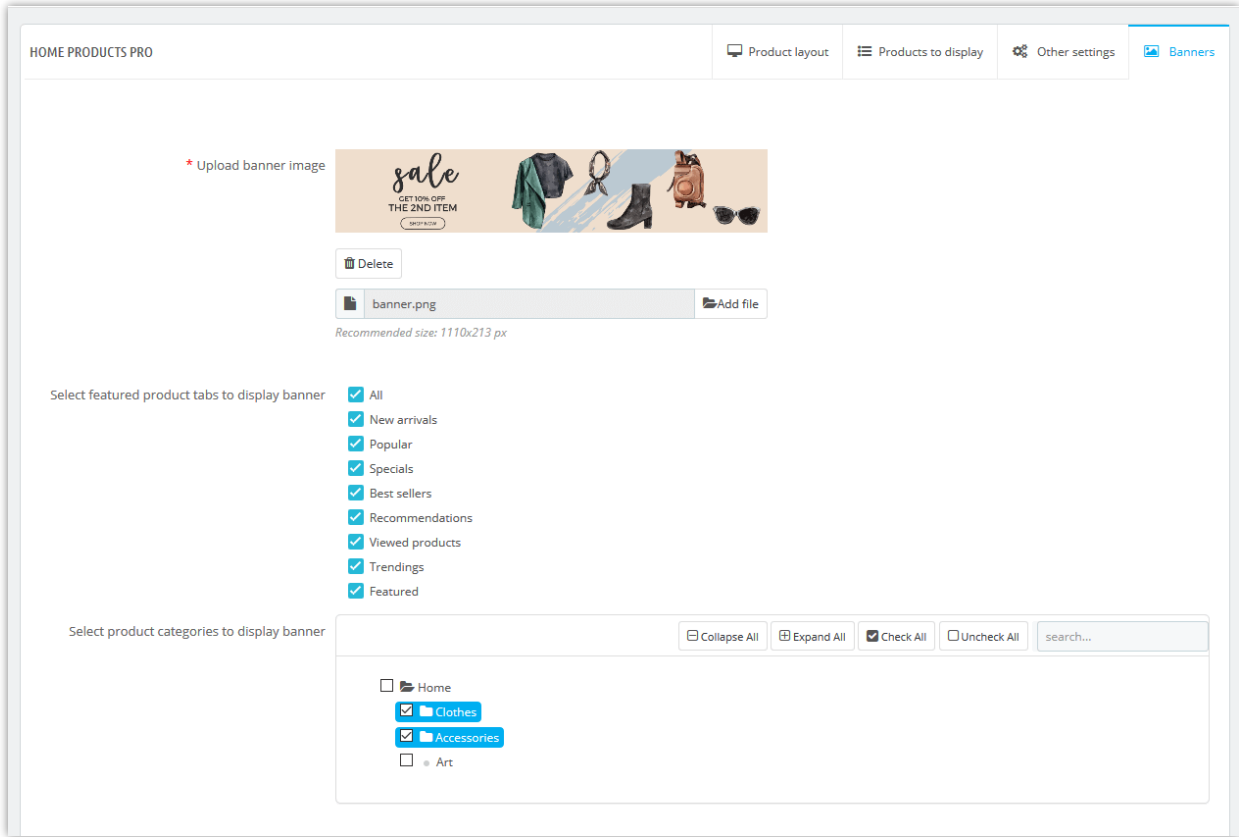 HOME PRODUCTS PRO
Product layout
Products to display
Other settings
Banners
* Upload banner image
sale
GET 10% OFF
THE 2ND ITEM
SHOP NOW
Delete
banner.png
Add file
Recommended size: 1110x213 px
Select featured product tabs to display banner
All
New arrivals
Popular
Specials
Best sellers
Recommendations
Viewed products
Trendings
Featured
Select product categories to display banner
Collapse All
Expand All
Check All
Uncheck All
search...
Home
Clothes
Accessories
Art